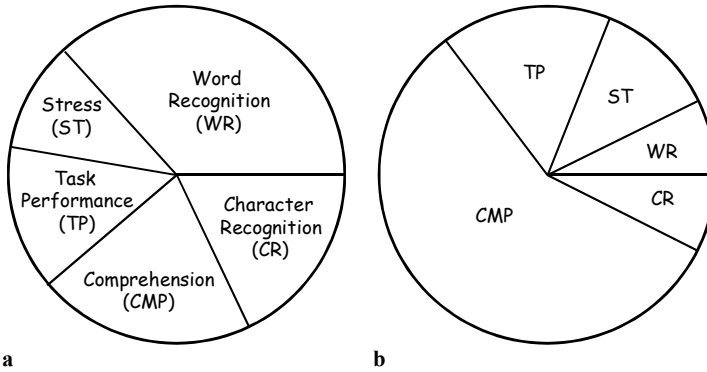 Word
Recognition
(WR)
Stress
(ST)
Task
Performance
(TP)
Character
Recognition
(CR)
Comprehension
(CMP)
a
TP
ST
WR
CR
CMP
b